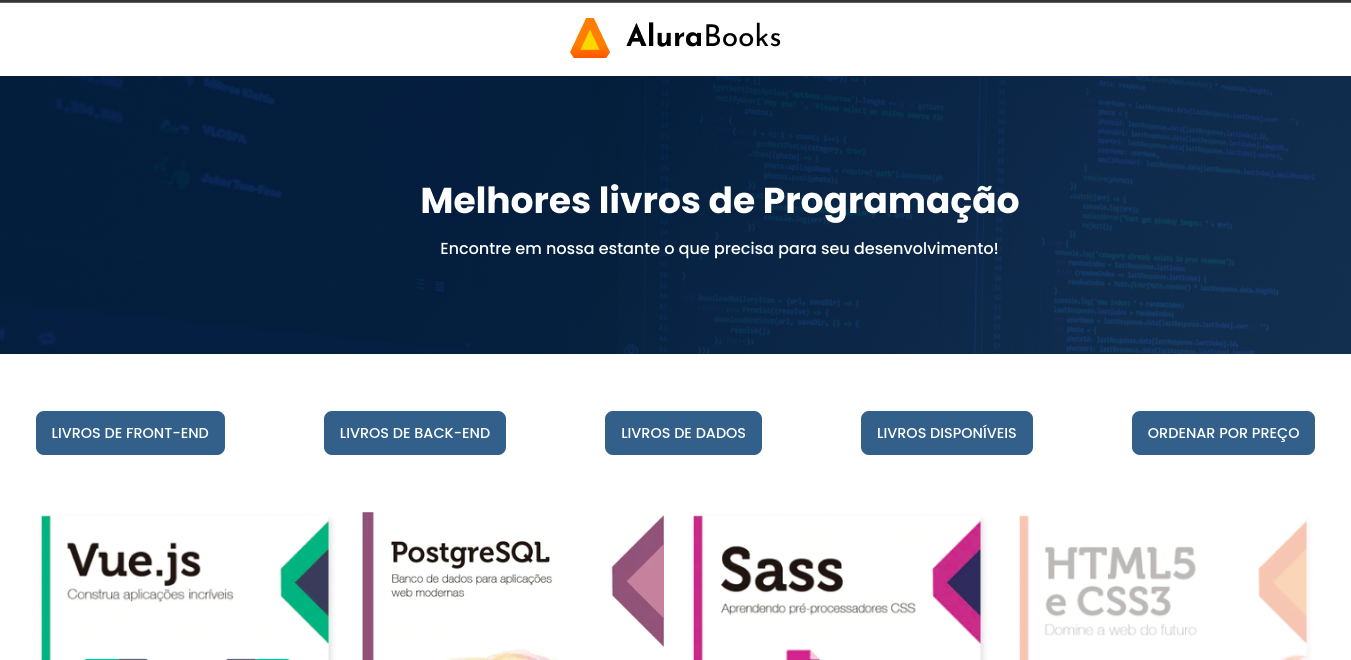 AluraBooks
Melhores livros de Programação
Encontre em nossa estante o que precisa para seu desenvolvimento!
LIVROS DE FRONT-END
LIVROS DE BACK-END
LIVROS DE DADOS
LIVROS DISPONÍVEIS
ORDENAR POR PREÇO
Vue.js
Construa aplicações incríveis
PostgreSQL
Banco de dados para aplicações
web modernas
Sass
Aprendendo pré-processadores CSS
HTML5
e CSS3
Domine a web do futuro